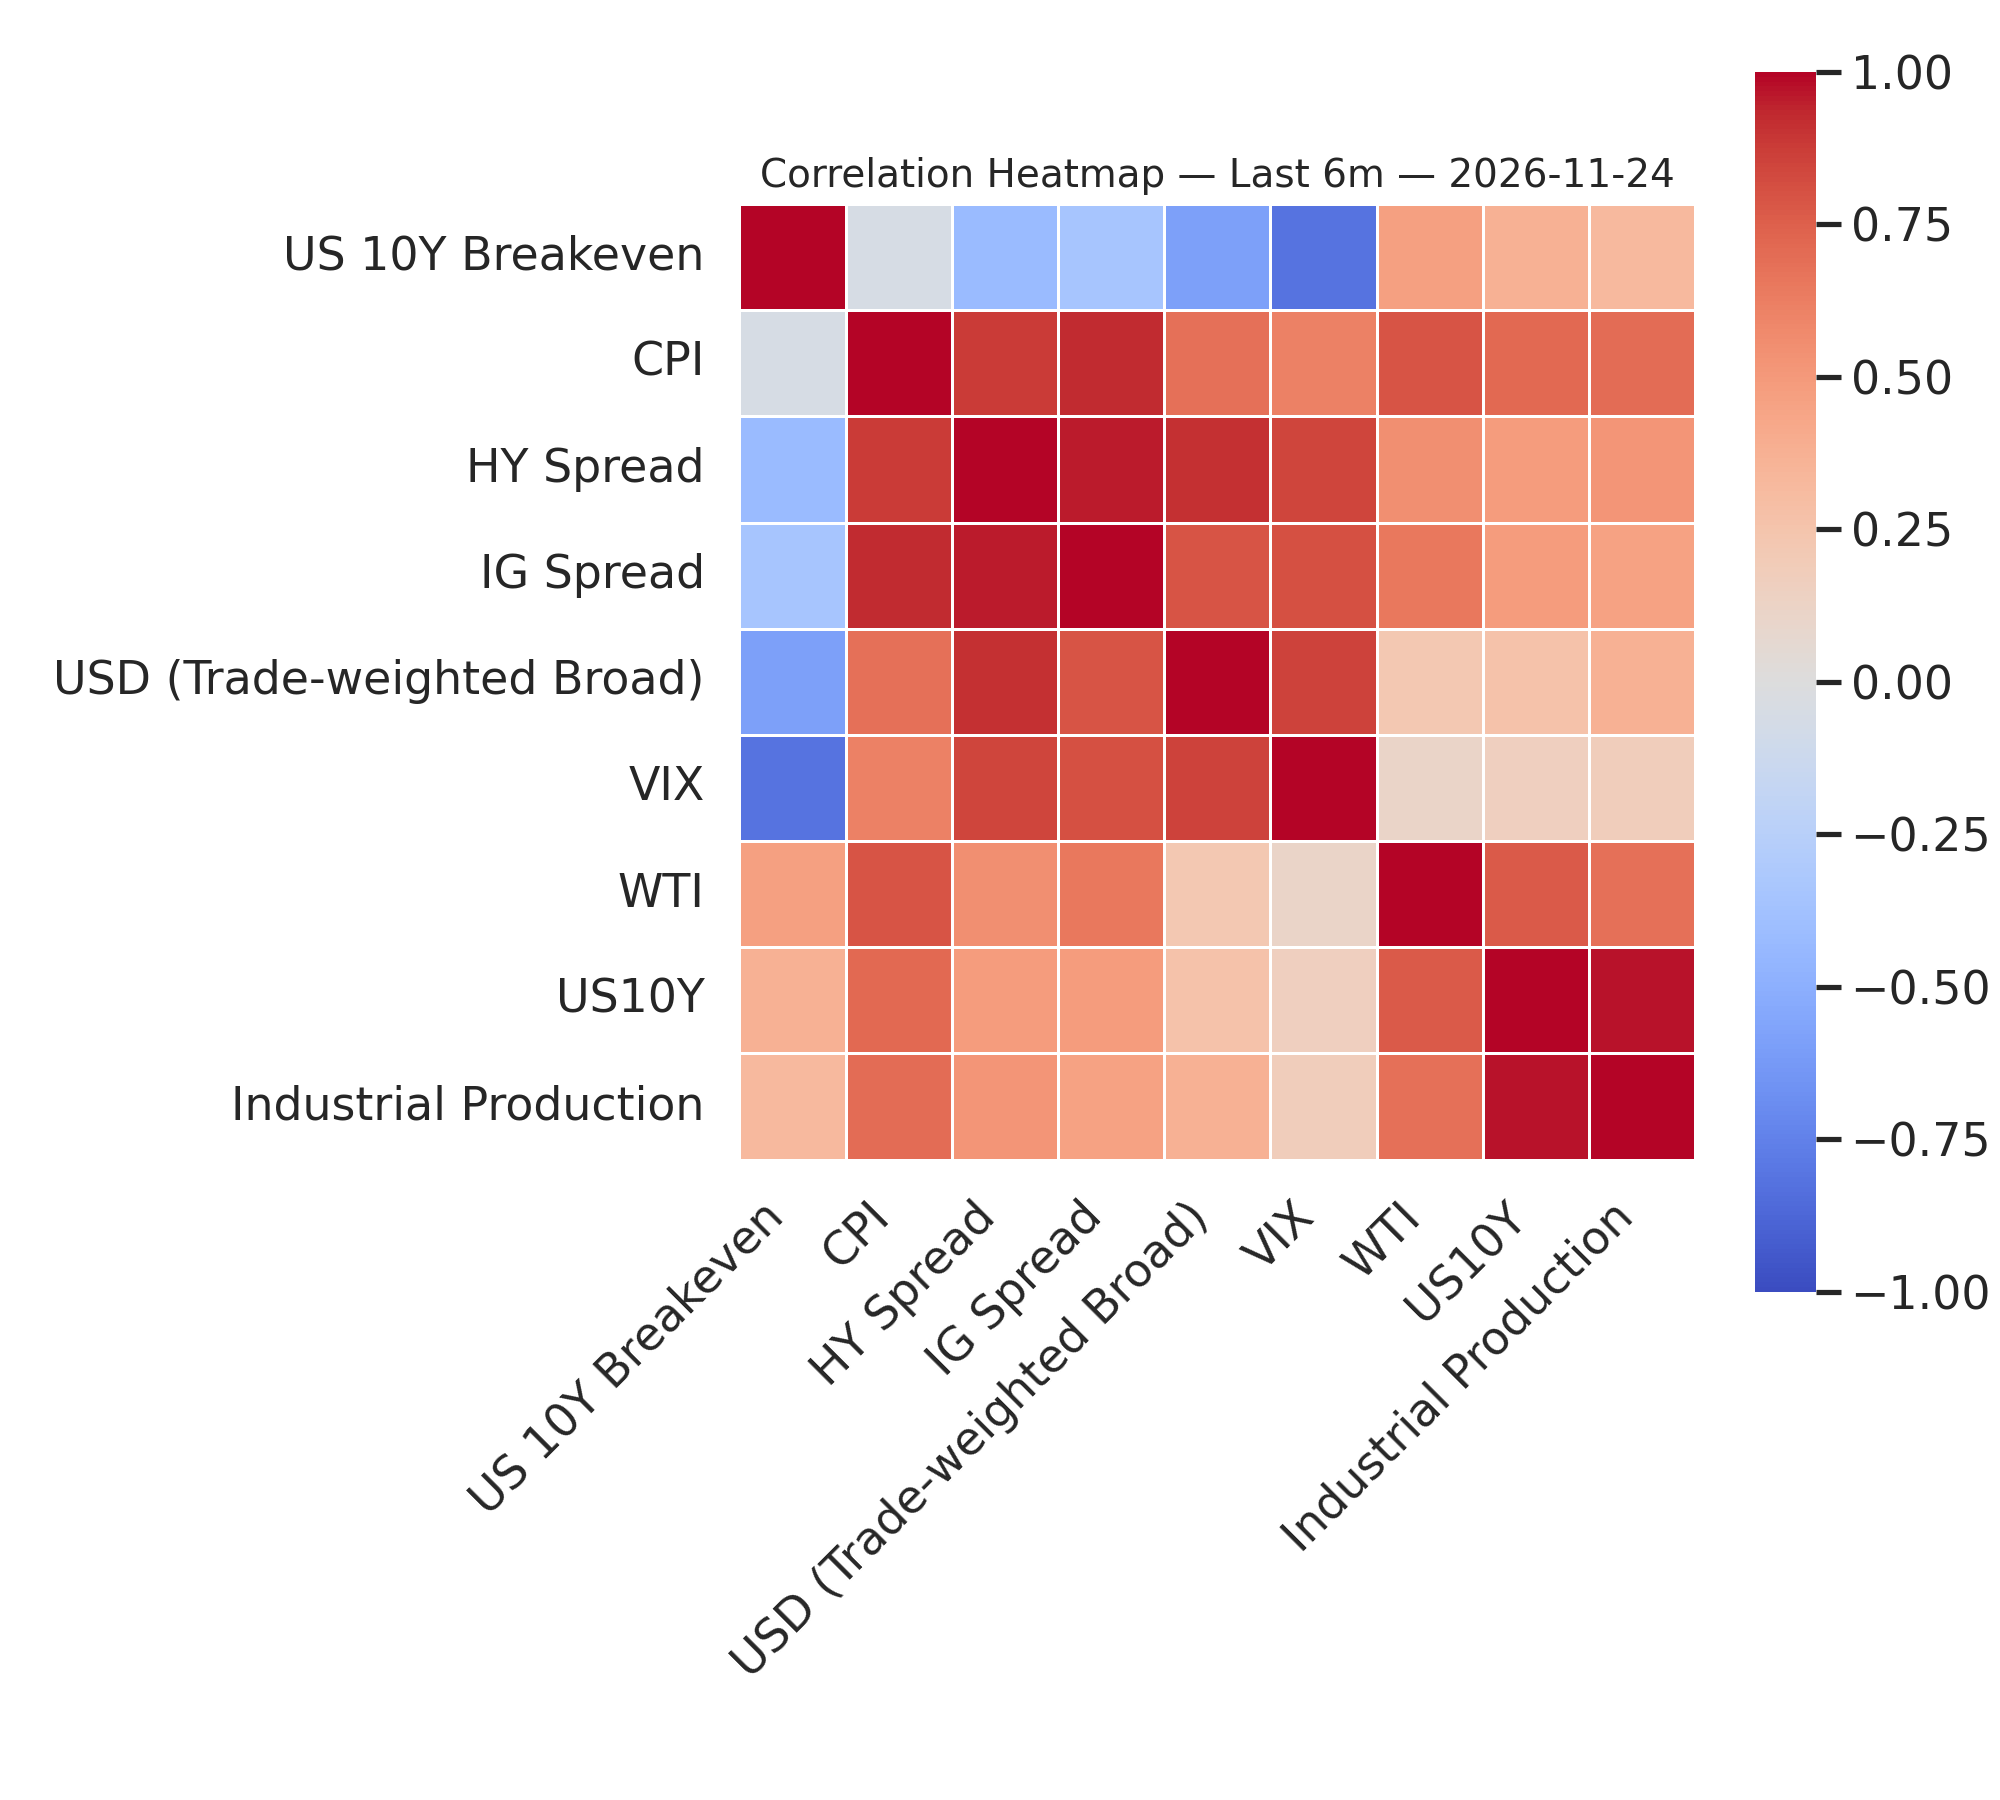 Correlation Heatmap — Last 6m — 2026-11-24
US 10Y Breakeven
CPI
HY Spread
IG Spread
USD (Trade-weighted Broad)
VIX
WTI
US10Y
Industrial Production
US 10Y Breakeven
CPI
HY Spread
IG Spread
USD (Trade-weighted Broad)
VIX
WTI
US10Y
Industrial Production
1.00
0.75
0.50
0.25
0.00
−0.25
−0.50
−0.75
−1.00